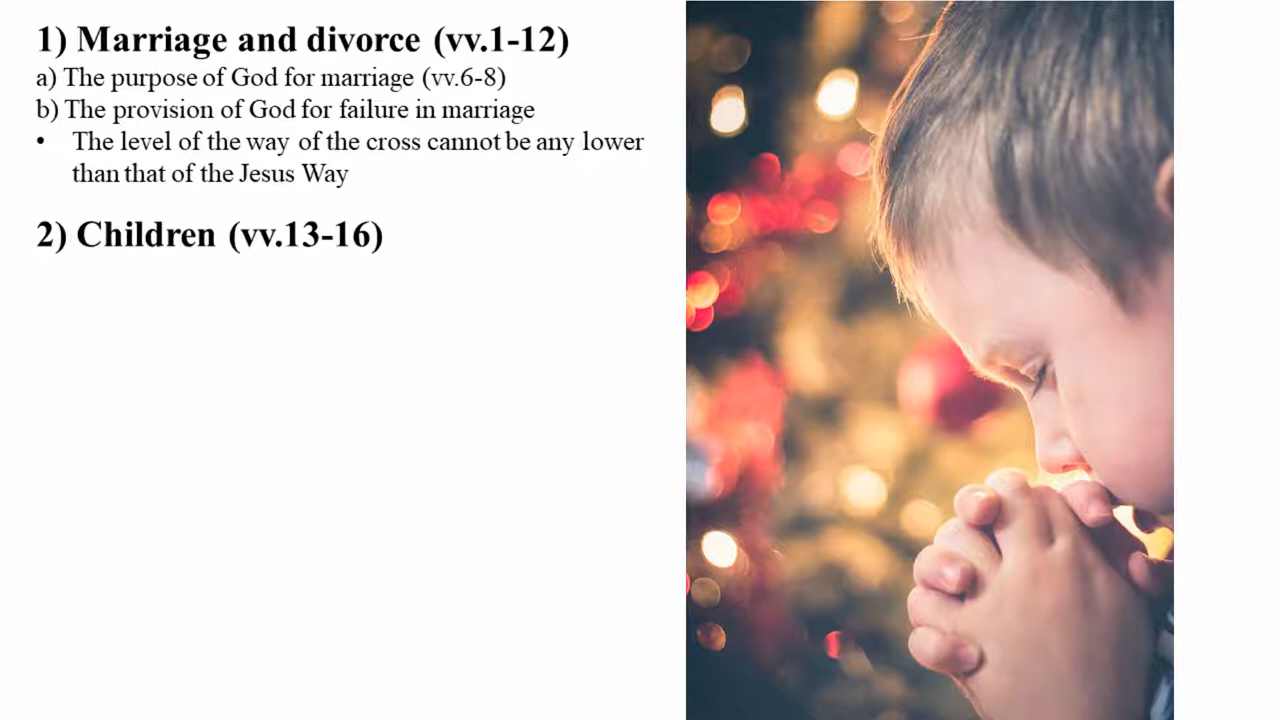 1) Marriage and divorce (vv.1-12)
a) The purpose of God for marriage (vv.6-8)
b) The provision of God for failure in marriage
• The level of the way of the cross cannot be any lower
than that of the Jesus Way
2) Children (vv.13-16)